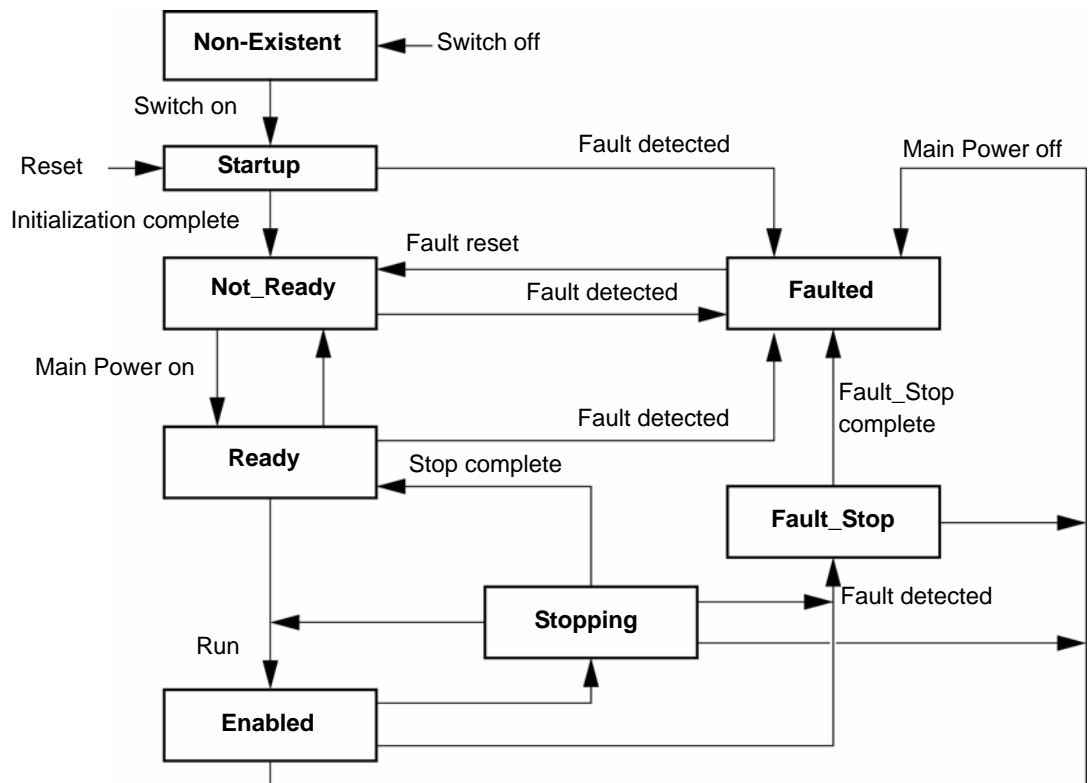 Non-Existent
Switch off
Switch on
Startup
Reset
Fault detected
Main Power off
Initialization complete
Fault reset
Not_Ready
Fault detected
Faulted
Main Power on
Fault_Stop
complete
Fault detected
Ready
Stop complete
Fault_Stop
Stopping
Fault detected
Run
Enabled